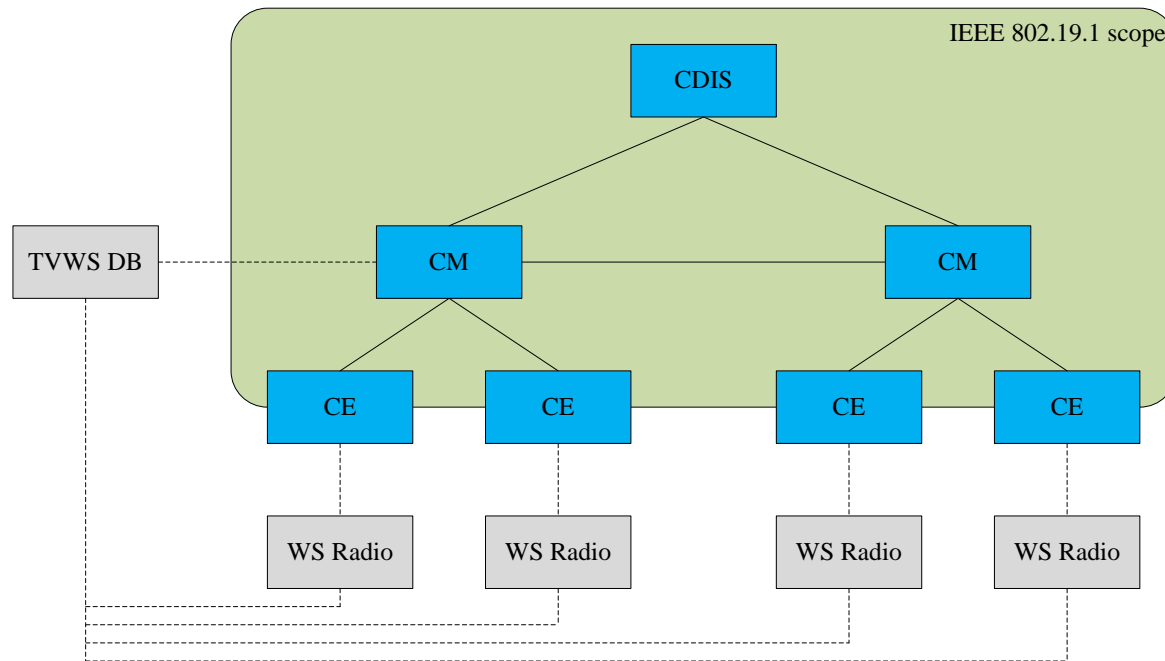 IEEE 802.19.1 scope
CDIS
TVWS DB
CM
CM
CE
CE
CE
CE
WS Radio
WS Radio
WS Radio
WS Radio